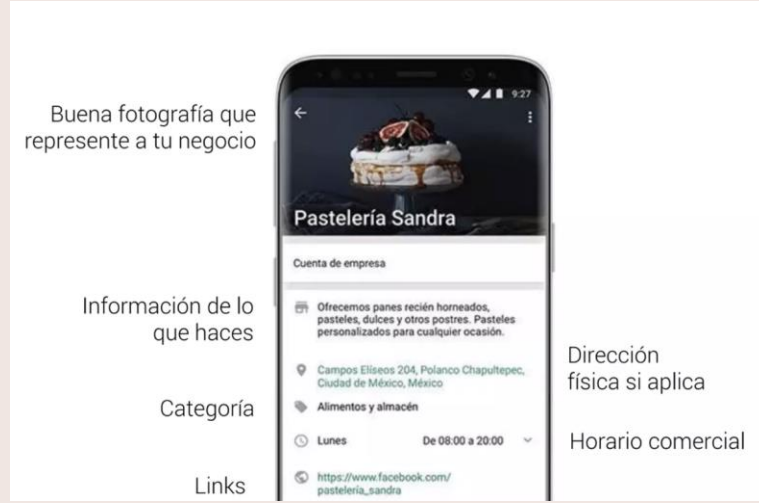 Buena fotografía que
represente a tu negocio
9:27
Pastelería Sandra
Cuenta de empresa
Información de lo
que haces
Ofrecemos panes recién horneados,
pasteles, dulces y otros postres. Pasteles
personalizados para cualquier ocasión.
Dirección
física si aplica
Campos Elíseos 204, Polanco Chapultepec,
Ciudad de México, México
Categoría
Alimentos y almacén
Lunes
De 08:00 a 20:00
Horario comercial
Links
https://www.facebook.com/
pastelería_sandra